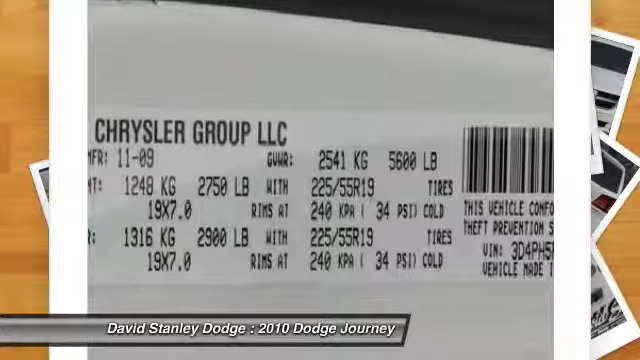 CHRYSLER GROUP LLC
MFR: 11-09 GVWR: 2541 KG 5600 LB
NT: 1248 KG 2750 LB WITH 225/55R19 TIRES
19X7.0 RIMS AT 240 KPA ( 34 PSI) COLD
R: 1316 KG 2900 LB WITH 225/55R19 TIRES
19X7.0 RIMS AT 240 KPA ( 34 PSI) COLD
THIS VEHICLE CONFO
THEFT PREVENTION S
VIN: 3D4PH5
VEHICLE MADE I
David Stanley Dodge : 2010 Dodge Journey